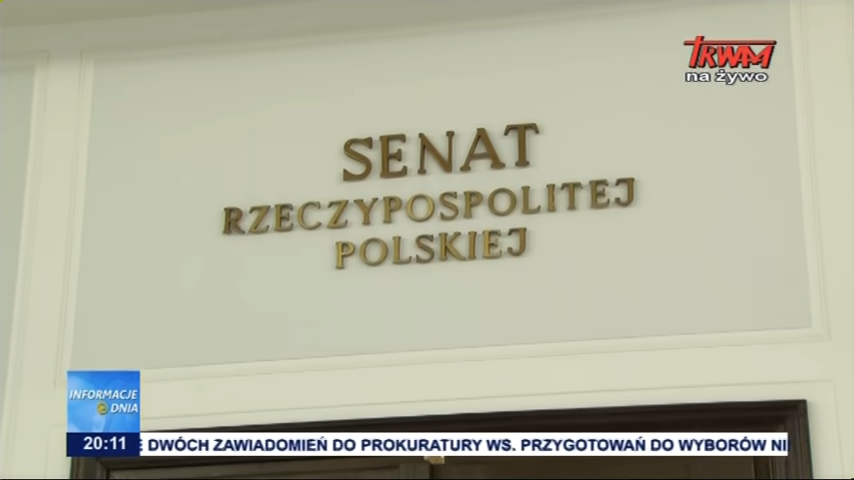 TRWAM
na żywo
SENAT
RZECZYPOSPOLITEJ
POLSKIEJ
INFORMACJE
DNIA
20:11
DWÓCH ZAWIADOMIEŃ DO PROKURATURY WS. PRZYGOTOWAŃ DO WYBORÓW